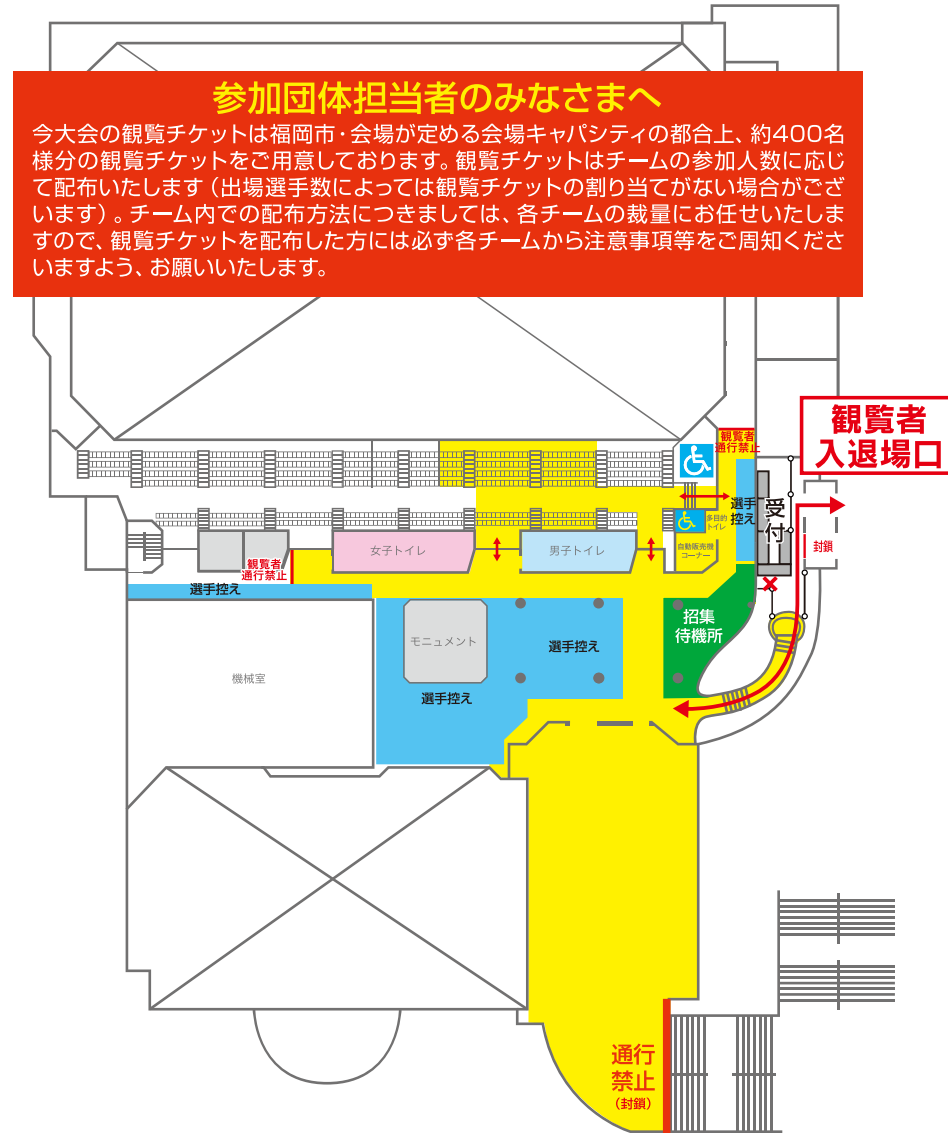 参加団体担当者のみなさまへ
今大会の観覧チケットは福岡市・会場が定める会場キャパシティの都合上、約400名
様分の観覧チケットをご用意しております。観覧チケットはチームの参加人数に応じ
て配布いたします（出場選手数によっては観覧チケットの割り当てがない場合がござ
います）。チーム内での配布方法につきましては、各チームの裁量にお任せいたしま
すので、観覧チケットを配布した方には必ず各チームから注意事項等をご周知くださ
いますよう、お願いいたします。
観覧者
入退場口
観覧者
通行禁止
選手
控え
受付
封鎖
多目的
トイレ
自動販売機
コーナー
女子トイレ
男子トイレ
観覧者
通行禁止
選手控え
招集
待機所
モニュメント
選手控え
機械室
選手控え
通行
禁止
（封鎖）